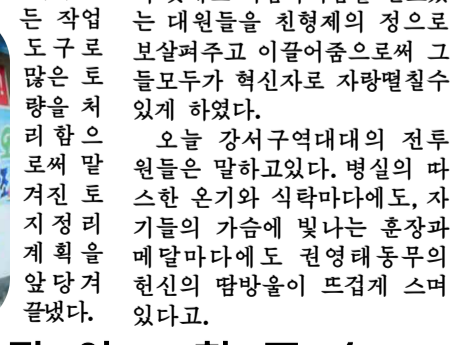 든 작업
도구로
많은 토
량을 처
리함으
로써 맡
겨진 토
지정리
계획을
앞당겨
끝냈다.
는 대원들을 친형제의 정으로
보살펴주고 이끌어줌으로써 그
들모두가 혁신자로 자랑떨칠수
있게 하였다.
오늘 강서구역대대의 전투
원들은 말하고있다. 병실의 따
스한 온기와 식탁마다에도, 자
기들의 가슴에 빛나는 훈장과
메달마다에도 권영태동무의
헌신의 땀방울이 뜨겁게 스며
있다고.